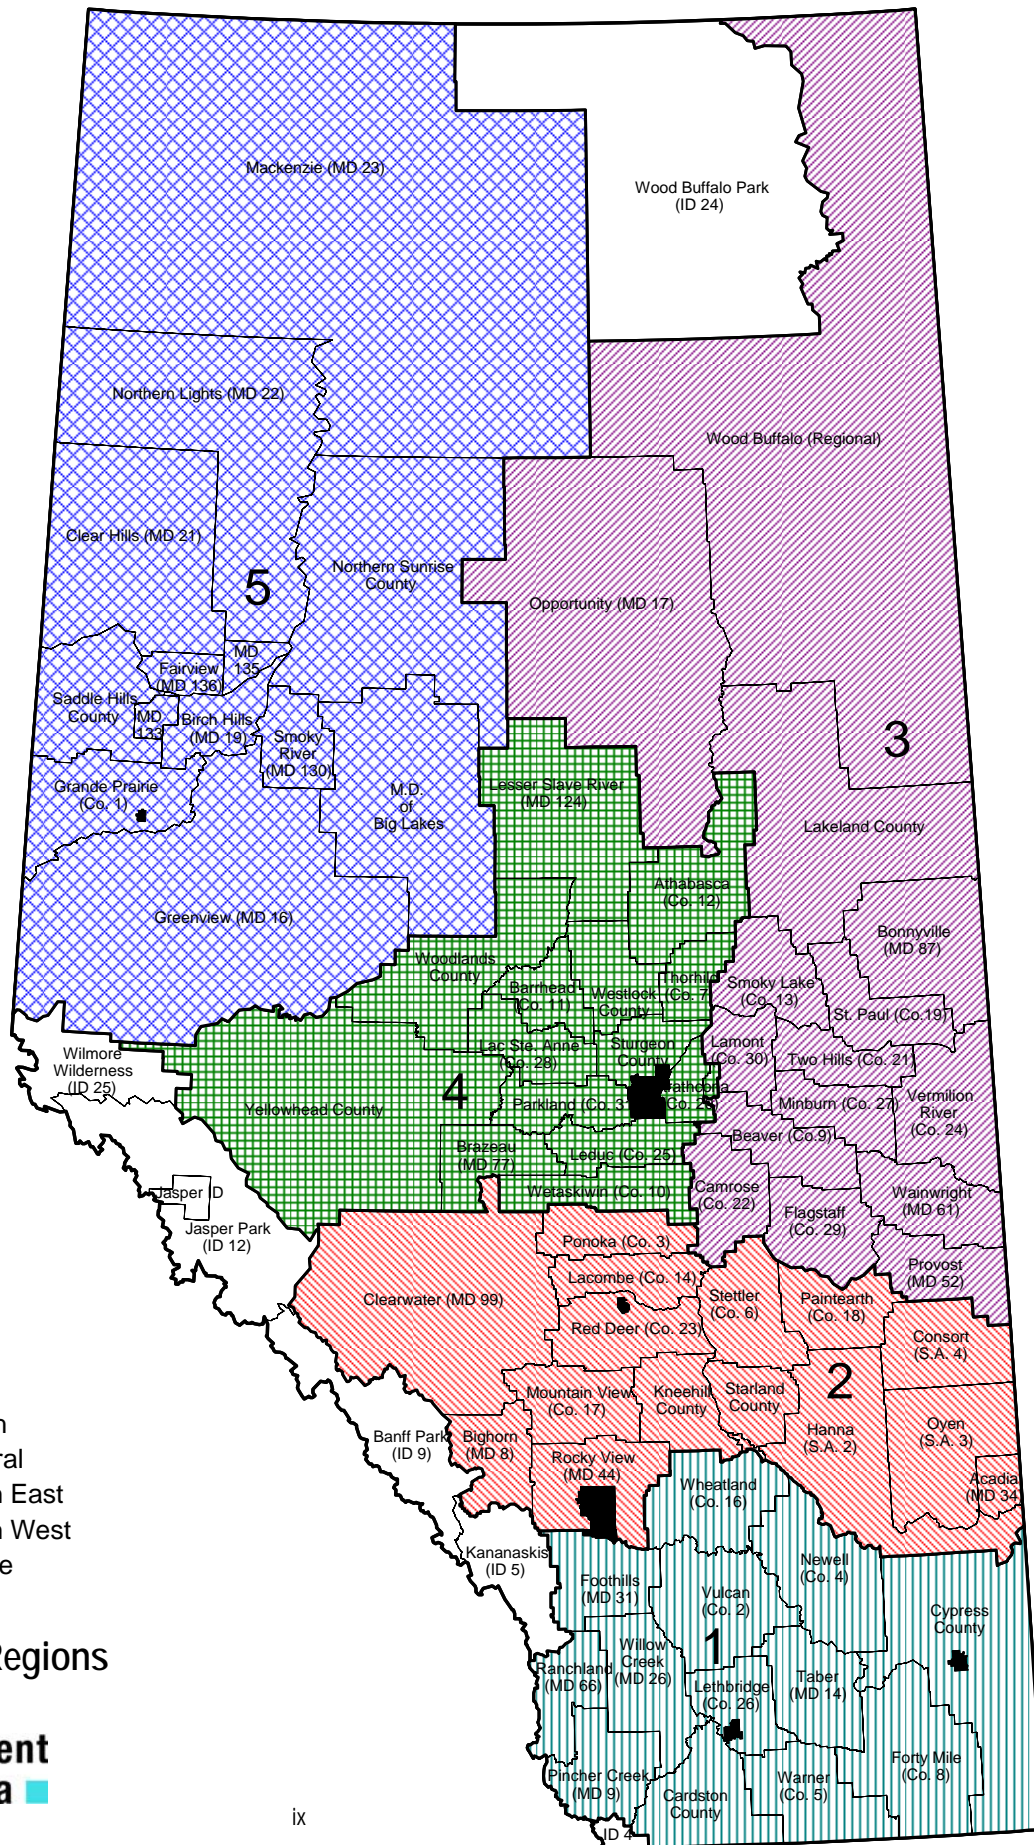 Mackenzie (MD 23)
Wood Buffalo Park
(ID 24)
Northern Lights (MD 22)
Wood Buffalo (Regional)
Clear Hills (MD 21)
5
Northern Sunrise
County
Opportunity (MD 17)
MD
135
Fairview
(MD 136)
Saddle Hills
County
MD
133
Birch Hills
(MD 19)
Smoky
River
(MD 130)
3
Grande Prairie
(Co. 1)
M.D.
of
Big Lakes
Lesser Slave River
(MD 124)
Lakeland County
Athabasca
(Co. 12)
Greenview (MD 16)
Bonnyville
(MD 87)
Woodlands
County
Barrhead
(Co. 11)
Westlock
County
Thorhild
(Co. 7)
Smoky Lake
(Co. 13)
St. Paul (Co.19)
Wilmore
Wilderness
(ID 25)
Lac Ste. Anne
(Co. 28)
Sturgeon
County
Lamont
(Co. 30)
Two Hills (Co. 21)
4
Yellowhead County
Parkland (Co. 3
rathcona
(Co. 2
Minburn (Co. 27)
Vermilion
River
(Co. 24)
Beaver (Co.9)
Brazeau
(MD 77)
Leduc (Co. 25)
Wetaskiwin (Co. 10)
Camrose
(Co. 22)
Wainwright
(MD 61)
Flagstaff
(Co. 29)
Jasper ID
Jasper Park
(ID 12)
Ponoka (Co. 3)
Provost
(MD 52)
Lacombe (Co. 14)
Clearwater (MD 99)
Stettler
(Co. 6)
Paintearth
(Co. 18)
Red Deer (Co. 23)
Consort
(S.A. 4)
2
Mountain View
(Co. 17)
Kneehill
County
Starland
County
Hanna
(S.A. 2)
Oyen
(S.A. 3)
Banff Park
(ID 9)
Bighorn
(MD 8)
Rocky View
(MD 44)
Wheatland
(Co. 16)
Acadia
(MD 34)
Kananaskis
(ID 5)
Foothills
(MD 31)
Vulcan
(Co. 2)
Newell
(Co. 4)
Cypress
County
1
Willow
Creek
(MD 26)
Ranchland
(MD 66)
Lethbridge
(Co. 26)
Taber
(MD 14)
Forty Mile
(Co. 8)
Pincher Creek
(MD 9)
Cardston
County
Warner
(Co. 5)
ID 4
n
ral
n East
n West
e
Regions
ent
a
ix